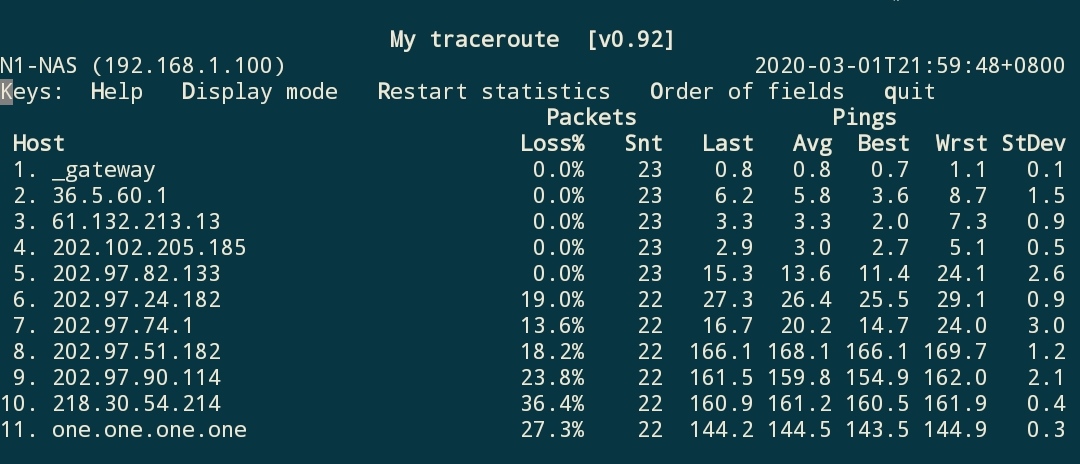 My traceroute  [v0.92]
N1-NAS (192.168.1.100) 2020-03-01T21:59:48+0800
Keys:  Help   Display mode   Restart statistics   Order of fields   quit
Packets Pings
Host Loss% Snt Last Avg Best Wrst StDev
1. _gateway 0.0% 23 0.8 0.8 0.7 1.1 0.1
2. 36.5.60.1 0.0% 23 6.2 5.8 3.6 8.7 1.5
3. 61.132.213.13 0.0% 23 3.3 3.3 2.0 7.3 0.9
4. 202.102.205.185 0.0% 23 2.9 3.0 2.7 5.1 0.5
5. 202.97.82.133 0.0% 23 15.3 13.6 11.4 24.1 2.6
6. 202.97.24.182 19.0% 22 27.3 26.4 25.5 29.1 0.9
7. 202.97.74.1 13.6% 22 16.7 20.2 14.7 24.0 3.0
8. 202.97.51.182 18.2% 22 166.1 168.1 166.1 169.7 1.2
9. 202.97.90.114 23.8% 22 161.5 159.8 154.9 162.0 2.1
10. 218.30.54.214 36.4% 22 160.9 161.2 160.5 161.9 0.4
11. one.one.one.one 27.3% 22 144.2 144.5 143.5 144.9 0.3